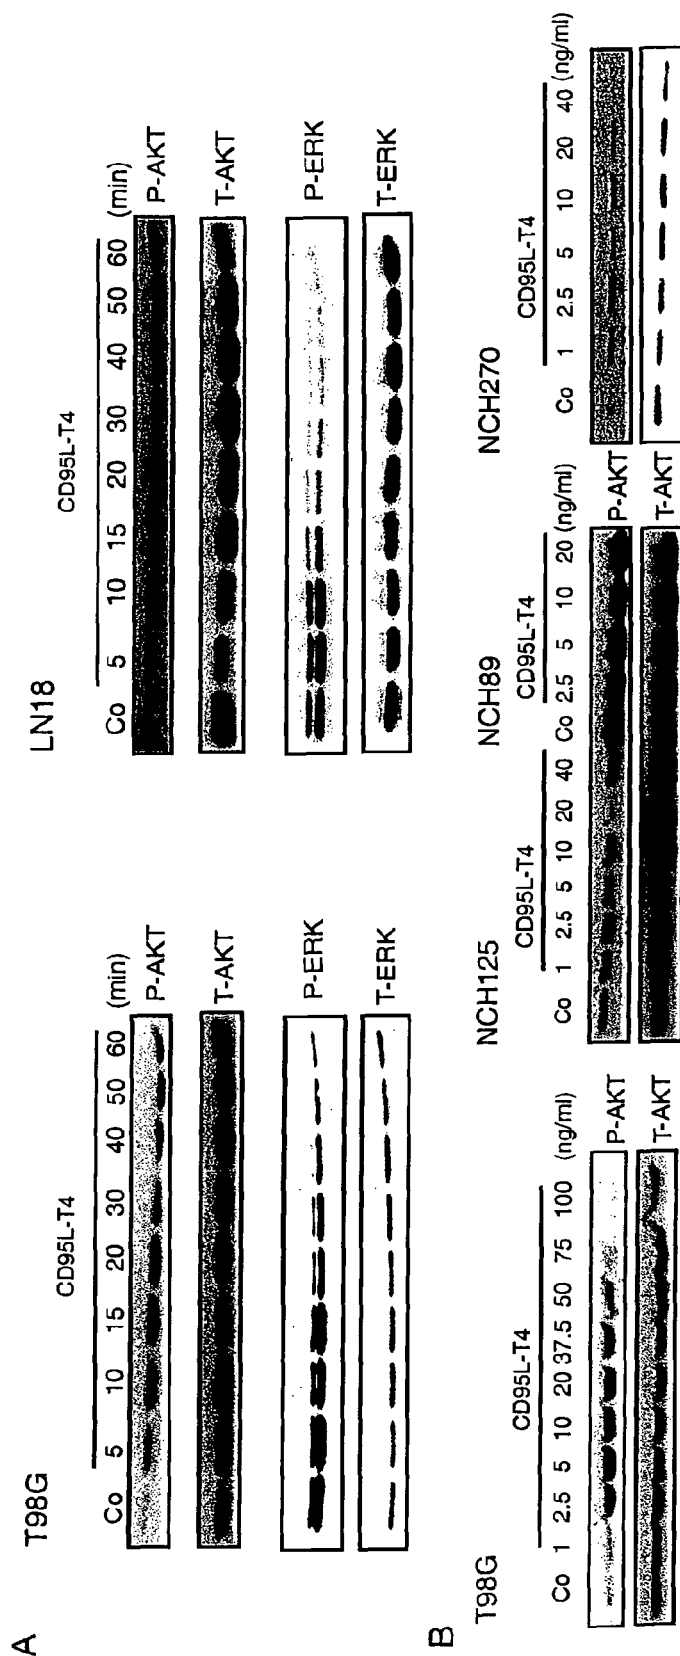 A
T98G
CD95L-T4
Co 5 10 15 20 30 40 50 60 (min)
P-AKT
T-AKT
P-ERK
T-ERK
LN18
CD95L-T4
Co 5 10 15 20 30 40 50 60 (min)
P-AKT
T-AKT
P-ERK
T-ERK
B
T98G
CD95L-T4
Co 1 2.5 5 10 20 37.5 50 75 100 (ng/ml)
P-AKT
T-AKT
NCH125
CD95L-T4
Co 1 2.5 5 10 20 40
NCH89
CD95L-T4
Co 2.5 5 10 20 (ng/ml)
P-AKT
T-AKT
NCH270
CD95L-T4
Co 1 2.5 5 10 20 40 (ng/ml)